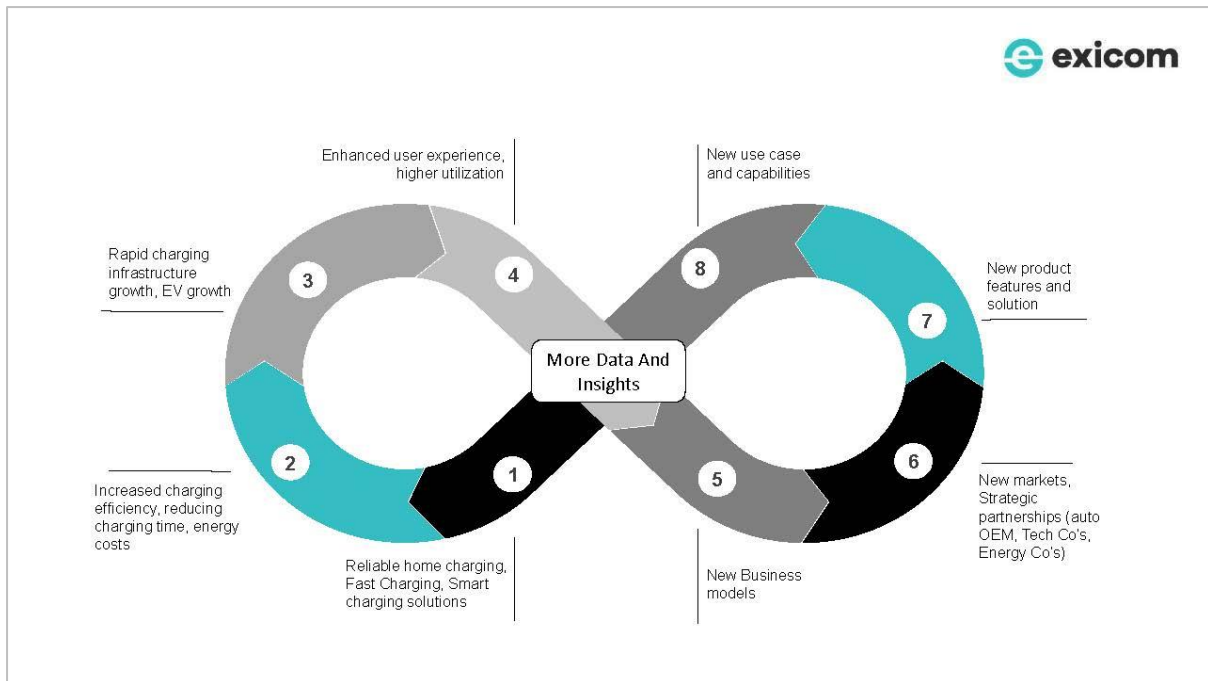 exicom
Enhanced user experience,
higher utilization
New use case
and capabilities
3
4
8
Rapid charging
infrastructure
growth, EV growth
New product
features and
solution
7
More Data And
Insights
2
1
5
6
Increased charging
efficiency, reducing
charging time, energy
costs
New markets,
Strategic
partnerships (auto
OEM, Tech Co's,
Energy Co's)
Reliable home charging,
Fast Charging, Smart
charging solutions
New Business
models